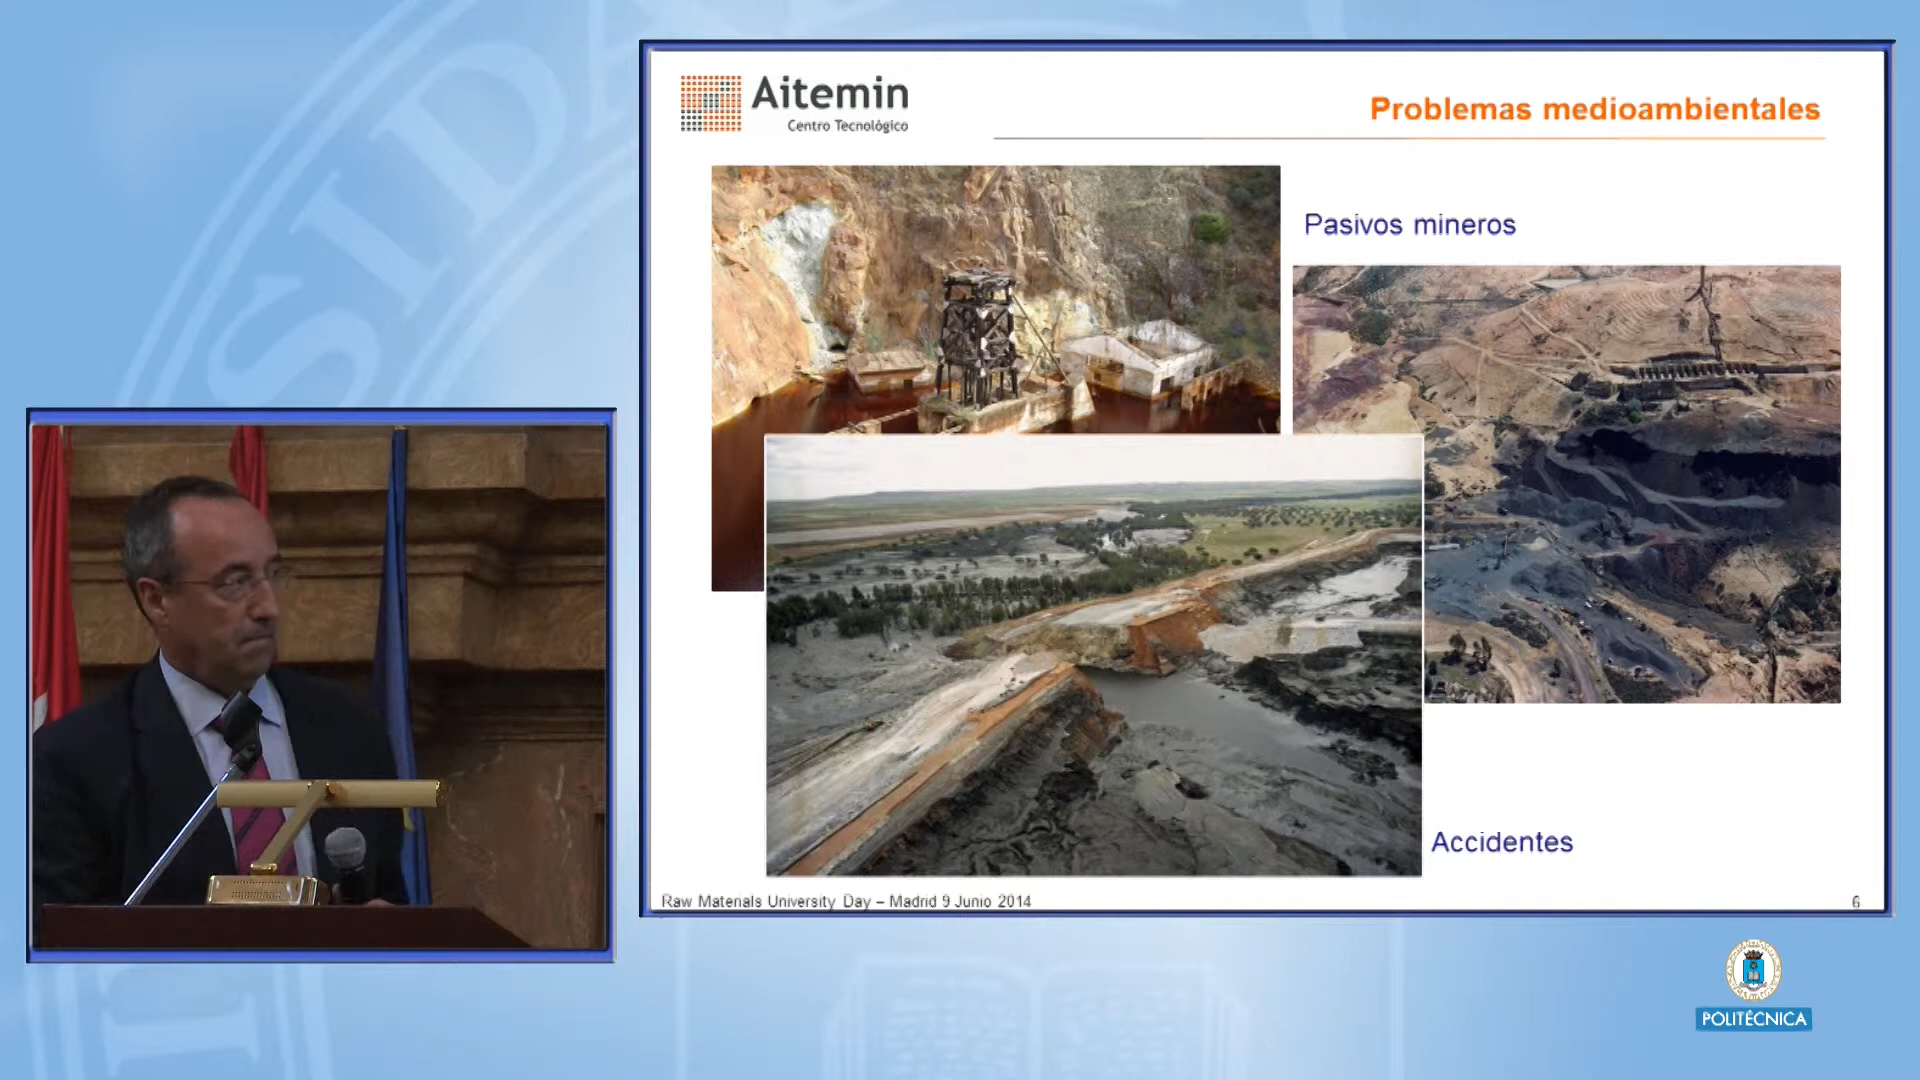 Aitemin
Centro Tecnológico
Problemas medioambientales
Pasivos mineros
Accidentes
Raw Materials University Day – Madrid 9 Junio 2014
6
POLITÉCNICA